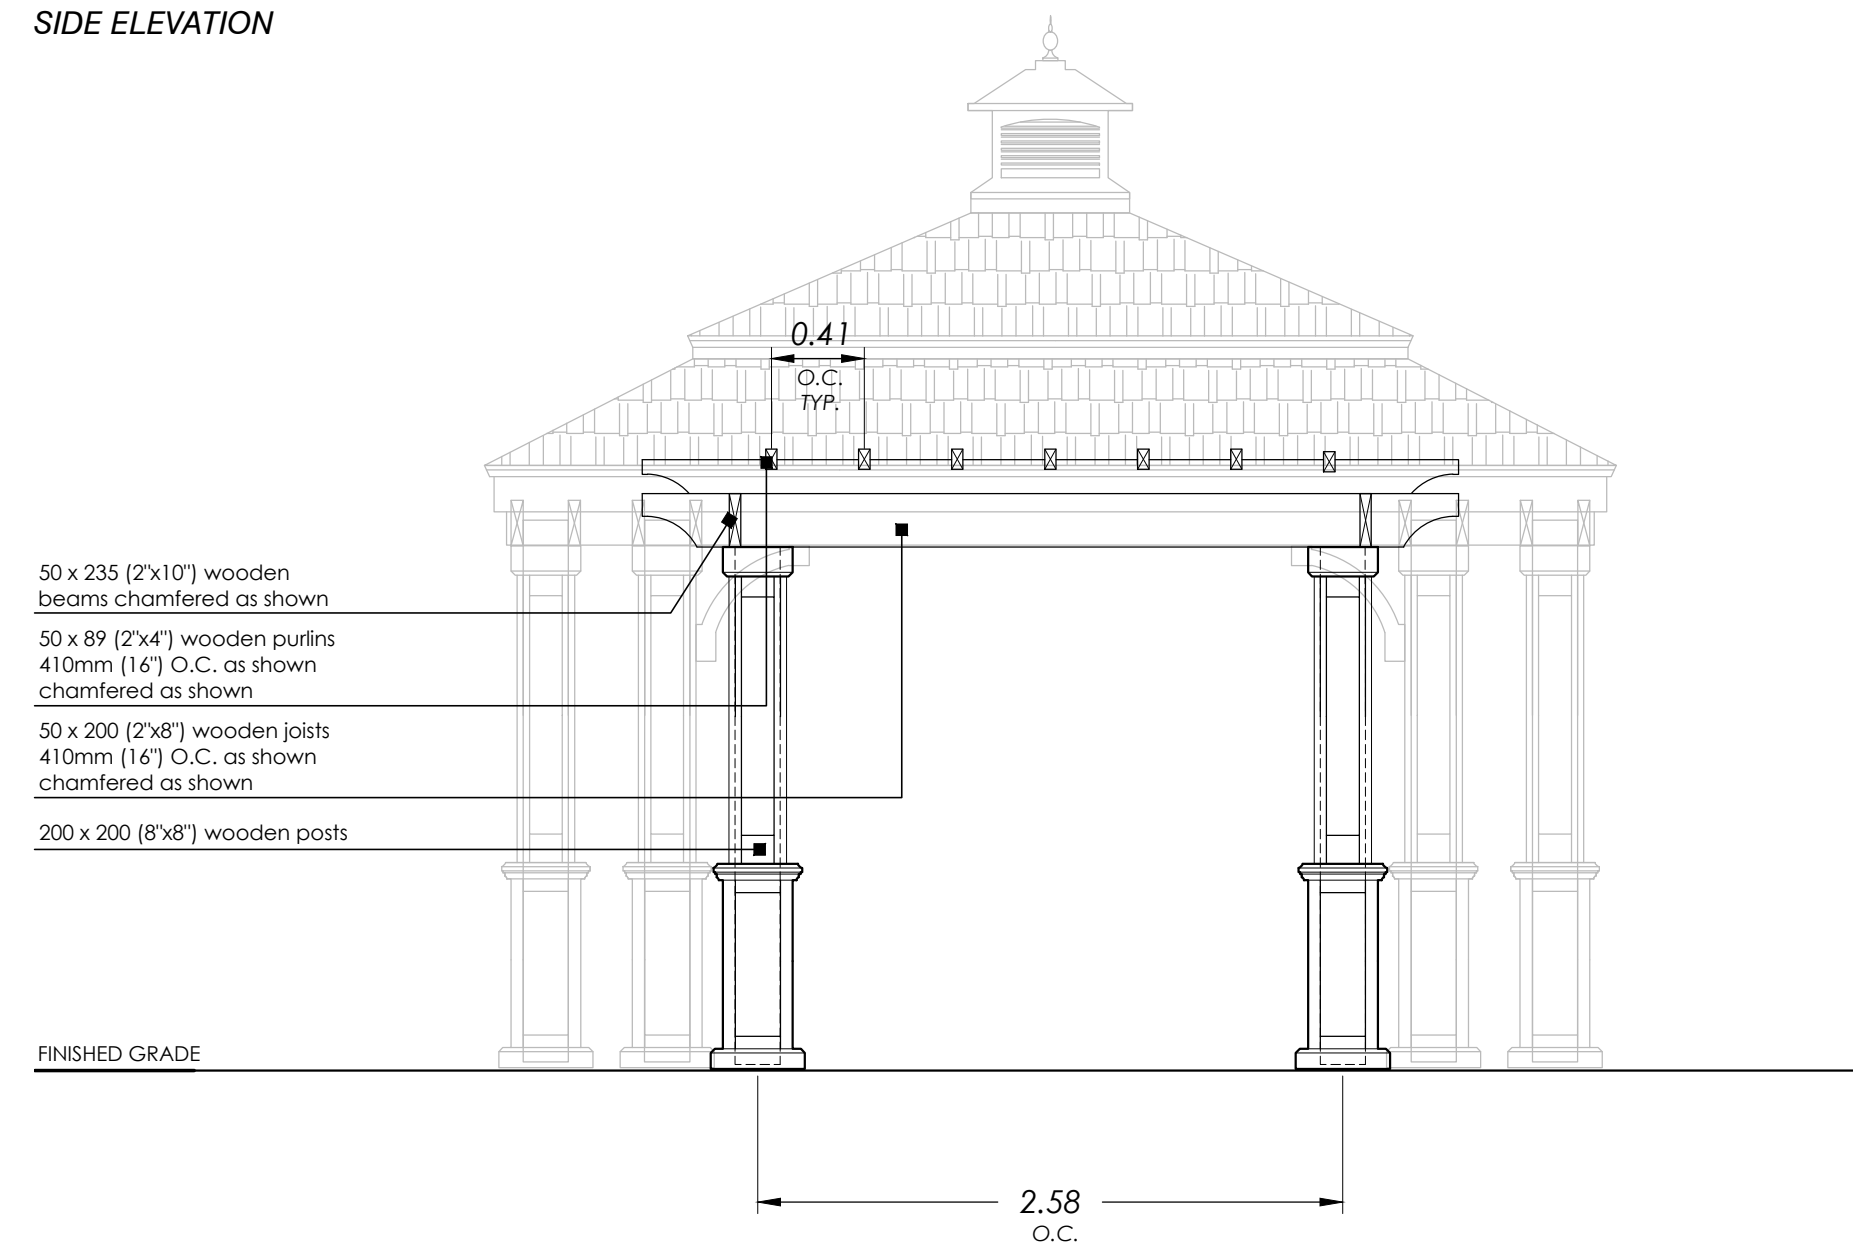 SIDE ELEVATION
0.41
O.C.
TYP.
50 x 235 (2"x10") wooden
beams chamfered as shown
50 x 89 (2"x4") wooden purlins
410mm (16") O.C. as shown
chamfered as shown
50 x 200 (2"x8") wooden joists
410mm (16") O.C. as shown
chamfered as shown
200 x 200 (8"x8") wooden posts
FINISHED GRADE
2.58
O.C.